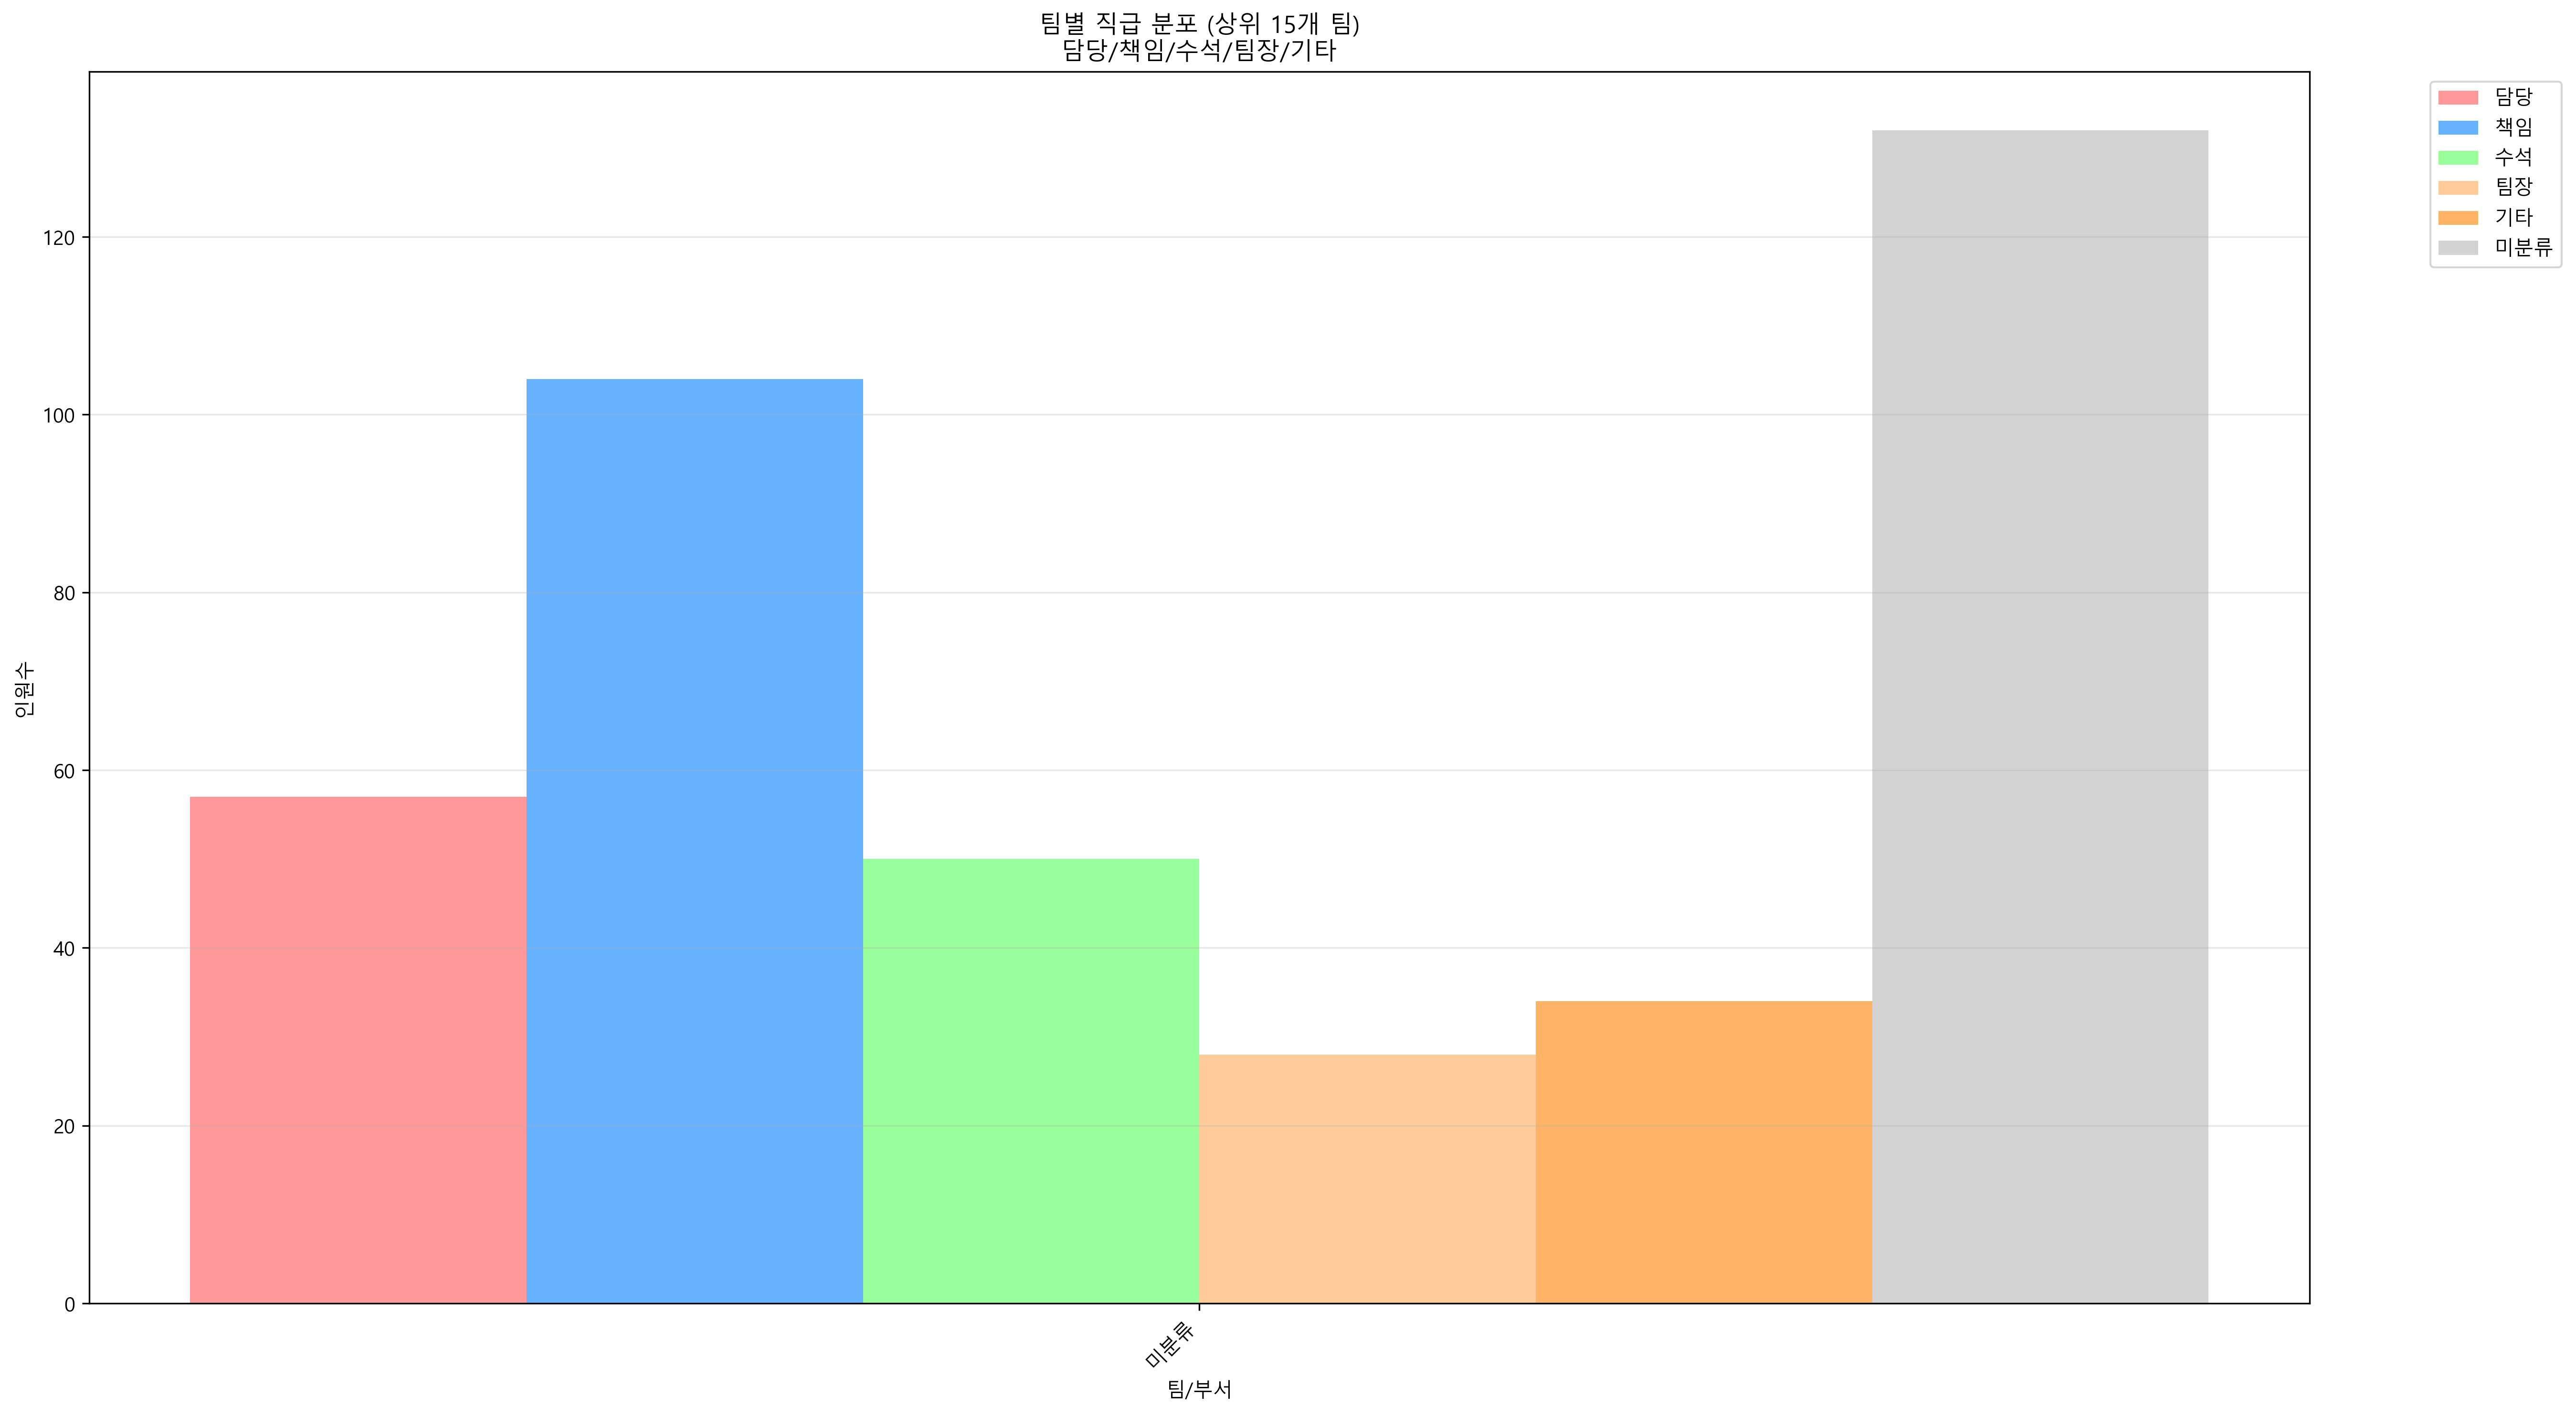 팀별 직급 분포 (상위 15개 팀)
담당/책임/수석/팀장/기타
담당
책임
수석
팀장
기타
미분류
인원수
120
100
80
60
40
20
0
미분류
팀/부서